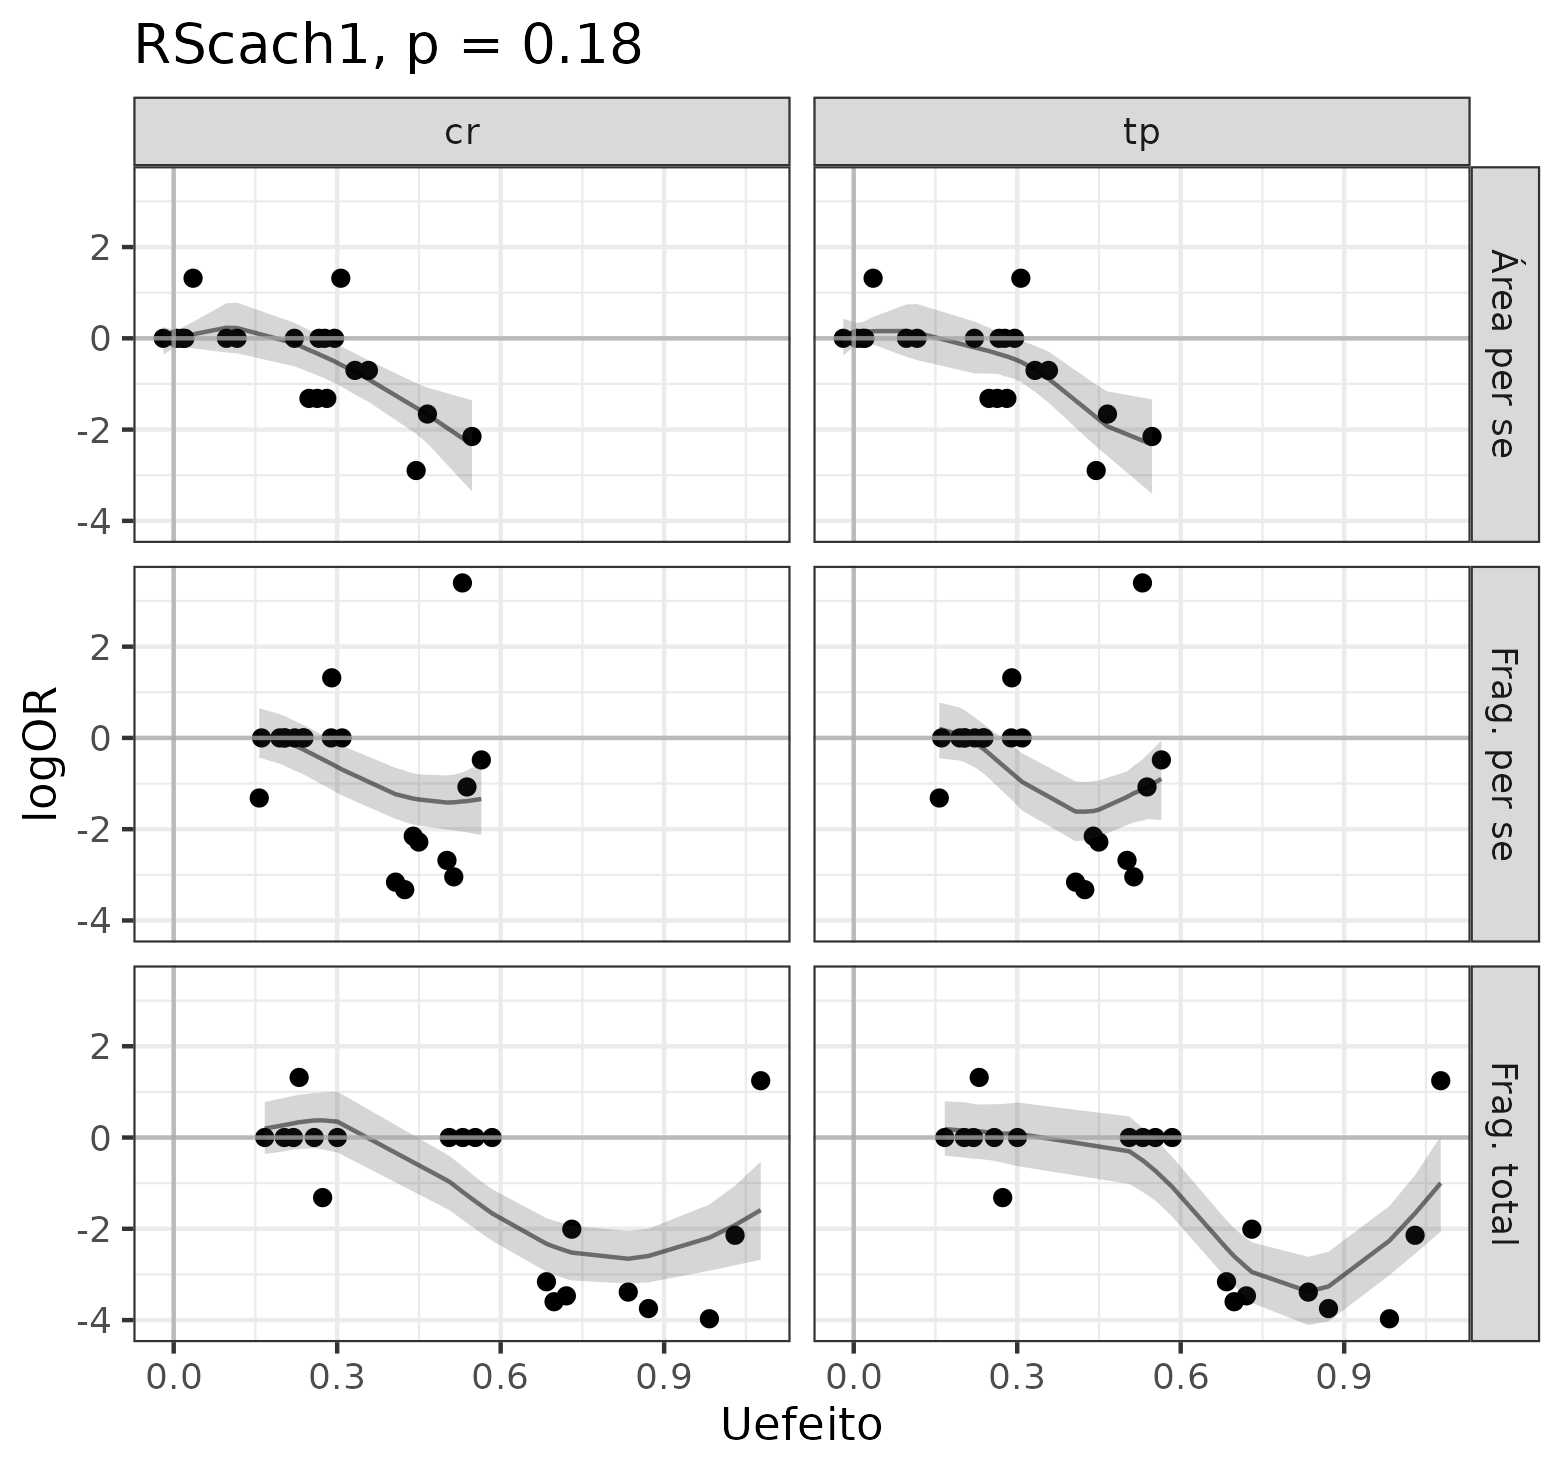 RScach1, p = 0.18
cr
tp
2
0
-2
-4
Área per se
logOR
2
0
-2
-4
Frag. per se
2
0
-2
-4
Frag. total
0.0 0.3 0.6 0.9
0.0 0.3 0.6 0.9
Uefeito